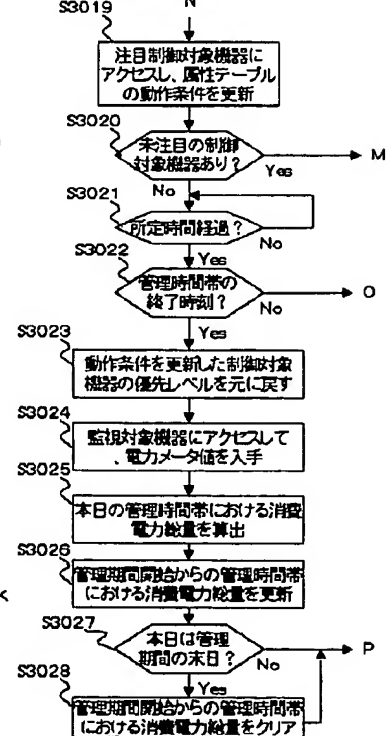 N
S3019
注目制御対象機器に
アクセスし、属性テーブル
の動作条件を更新
S3020
未注目の制御
対象機器あり?
Yes
M
No
S3021
所定時間経過?
No
Yes
S3022
管理時間帯の
終了時刻?
No
O
Yes
S3023
動作条件を更新した制御対象
機器の優先レベルを元に戻す
S3024
監視対象機器にアクセスして
、電力メータ値を入手
S3025
本日の管理時間帯における消費
電力総量を算出
S3026
管理期間開始からの管理時間帯
における消費電力総量を更新
S3027
本日は管理
期間の末日?
No
P
Yes
S3028
管理期間開始からの管理時間帯
における消費電力総量をクリア